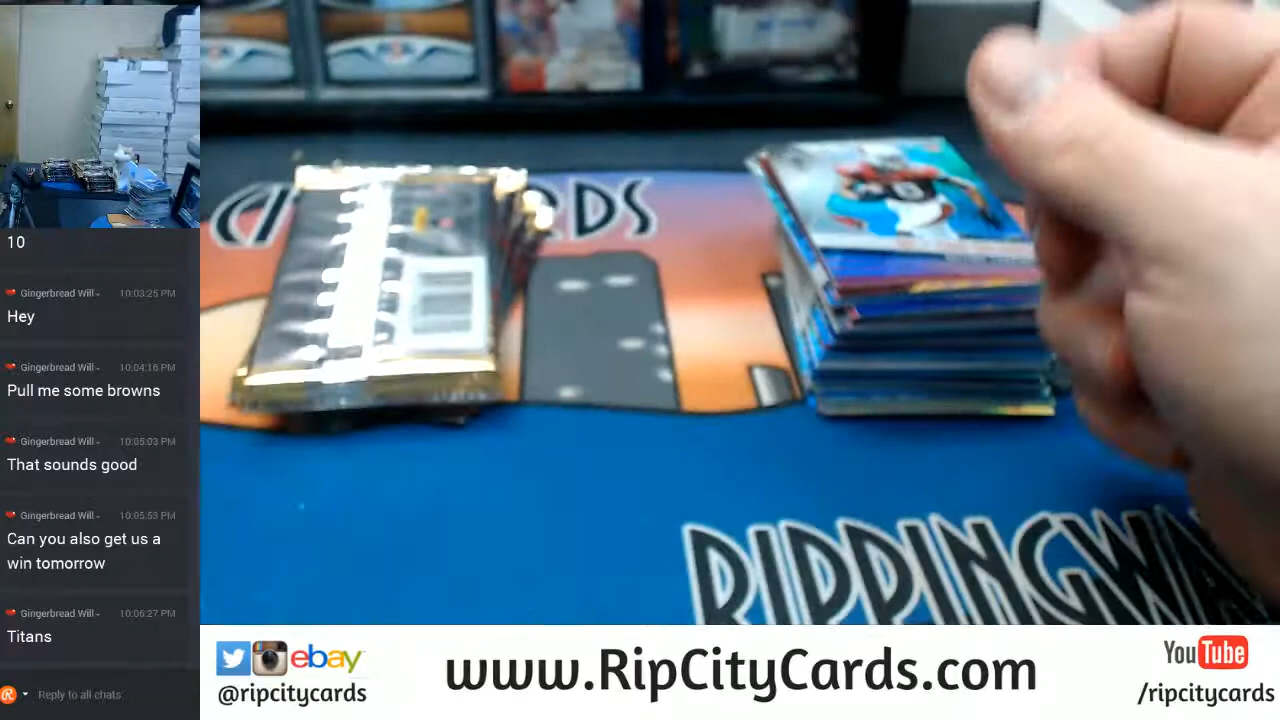 10
Gingerbread Will
10:03:25 PM
Hey
Gingerbread Will
10:04:16 PM
Pull me some browns
Gingerbread Will
10:05:03 PM
That sounds good
Gingerbread Will
10:05:53 PM
Can you also get us a
win tomorrow
Gingerbread Will
10:06:27 PM
Titans
Reply to all chats
RIPPINGWA
ebay
@ripcitycards
www.RipCityCards.com
YouTube
/ripcitycards